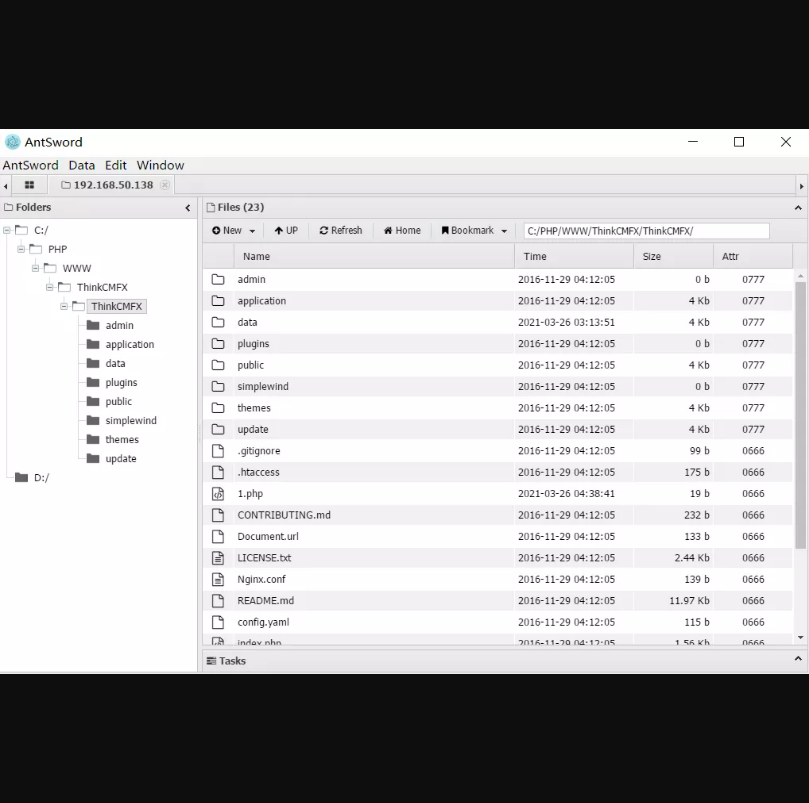 AntSword
AntSword Data Edit Window
192.168.50.138
Folders
Files (23)
New UP Refresh Home Bookmark C:/PHP/WWW/ThinkCMFX/ThinkCMFX/
C:/
PHP
WWW
ThinkCMFX
ThinkCMFX
admin
application
data
plugins
public
simplewind
themes
update
D:/
Name Time Size Attr
admin 2016-11-29 04:12:05 0 b 0777
application 2016-11-29 04:12:05 4 Kb 0777
data 2021-03-26 03:13:51 4 Kb 0777
plugins 2016-11-29 04:12:05 0 b 0777
public 2016-11-29 04:12:05 4 Kb 0777
simplewind 2016-11-29 04:12:05 0 b 0777
themes 2016-11-29 04:12:05 4 Kb 0777
update 2016-11-29 04:12:05 4 Kb 0777
.gitignore 2016-11-29 04:12:05 99 b 0666
.htaccess 2016-11-29 04:12:05 175 b 0666
1.php 2021-03-26 04:38:41 19 b 0666
CONTRIBUTING.md 2016-11-29 04:12:05 232 b 0666
Document.url 2016-11-29 04:12:05 133 b 0666
LICENSE.txt 2016-11-29 04:12:05 2.44 Kb 0666
Nginx.conf 2016-11-29 04:12:05 139 b 0666
README.md 2016-11-29 04:12:05 11.97 Kb 0666
config.yaml 2016-11-29 04:12:05 115 b 0666
index.php 2016-11-29 04:12:05 1.56 Kb 0666
Tasks